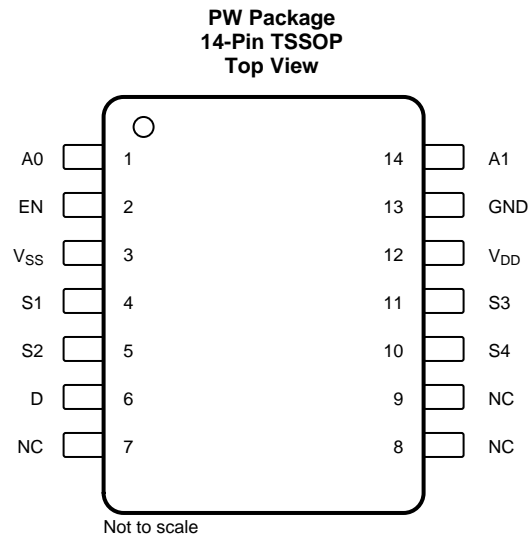 PW Package
14-Pin TSSOP
Top View
A0 1 14 A1
EN 2 13 GND
VSS 3 12 VDD
S1 4 11 S3
S2 5 10 S4
D 6 9 NC
NC 7 8 NC
Not to scale